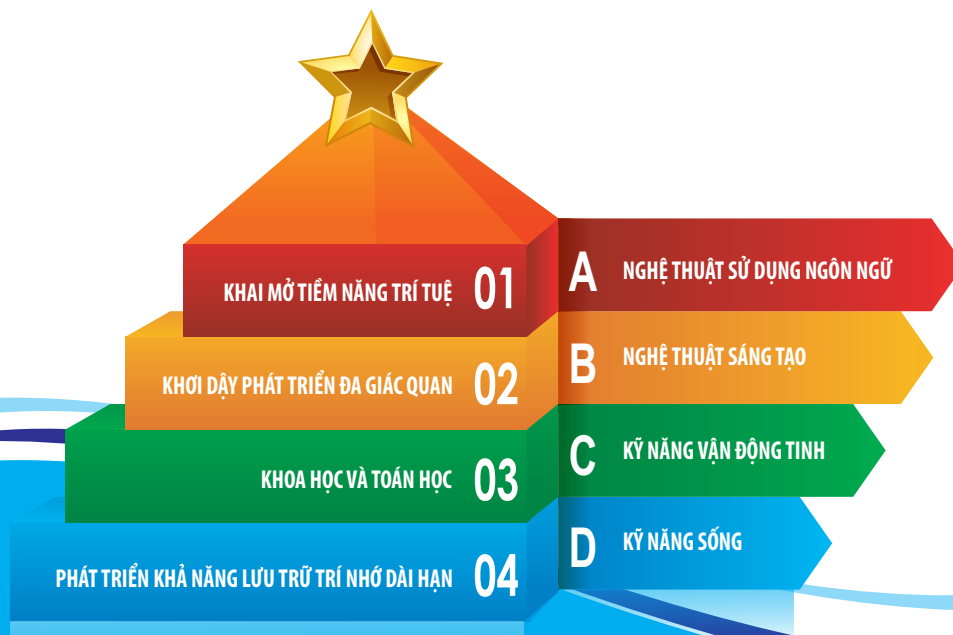 KHAI MỞ TIỀM NĂNG TRÍ TUỆ 01
A NGHỆ THUẬT SỬ DỤNG NGÔN NGỮ
KHƠI DẬY PHÁT TRIỂN ĐA GIÁC QUAN 02
B NGHỆ THUẬT SÁNG TẠO
KHOA HỌC VÀ TOÁN HỌC 03
C KỸ NĂNG VẬN ĐỘNG TINH
PHÁT TRIỂN KHẢ NĂNG LƯU TRỮ TRÍ NHỚ DÀI HẠN 04
D KỸ NĂNG SỐNG